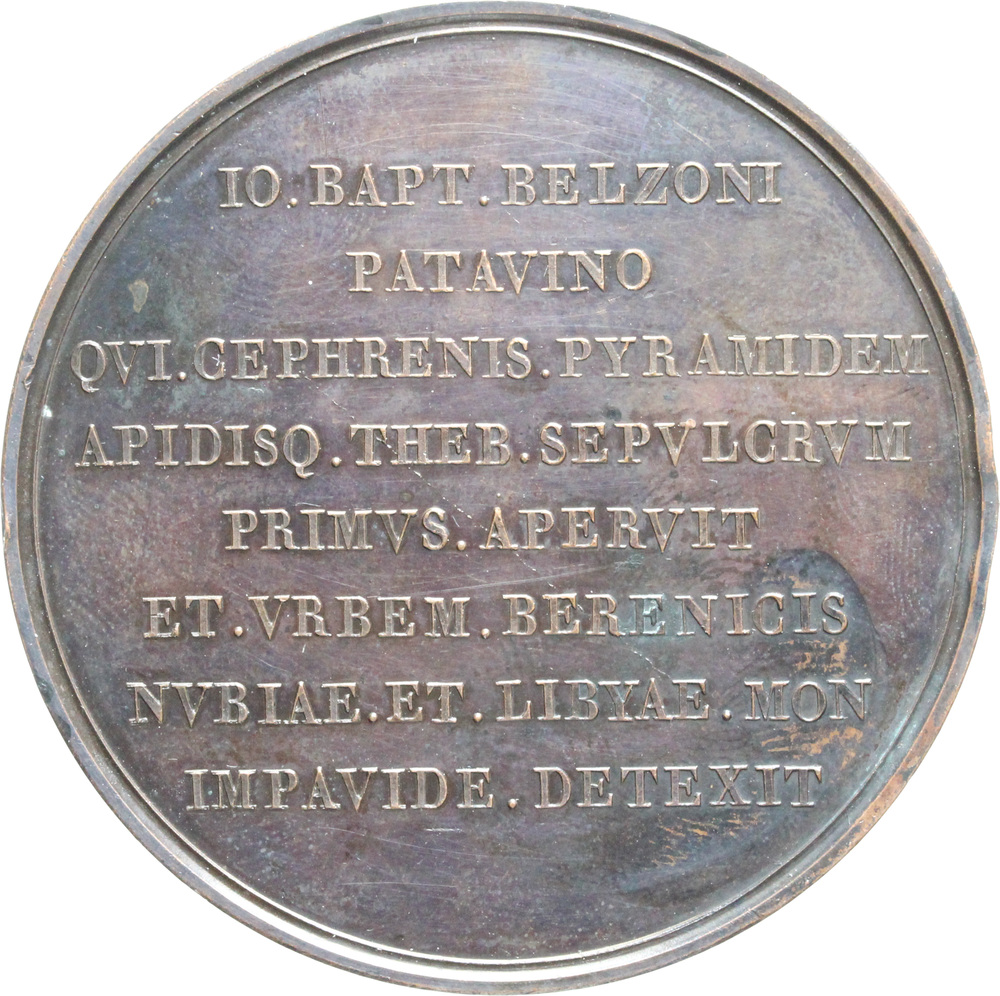 IO. BAPT. BELZONI
PATAVINO
QVI. CEPHRENIS. PYRAMIDEM
APIDISQ. THEB. SEPVLCRVM
PRIMVS. APERVIT
ET. VRBEM. BERENICIS
NVBIAE. ET. LIBYAE. MON
IMPAVIDE. DETEXIT